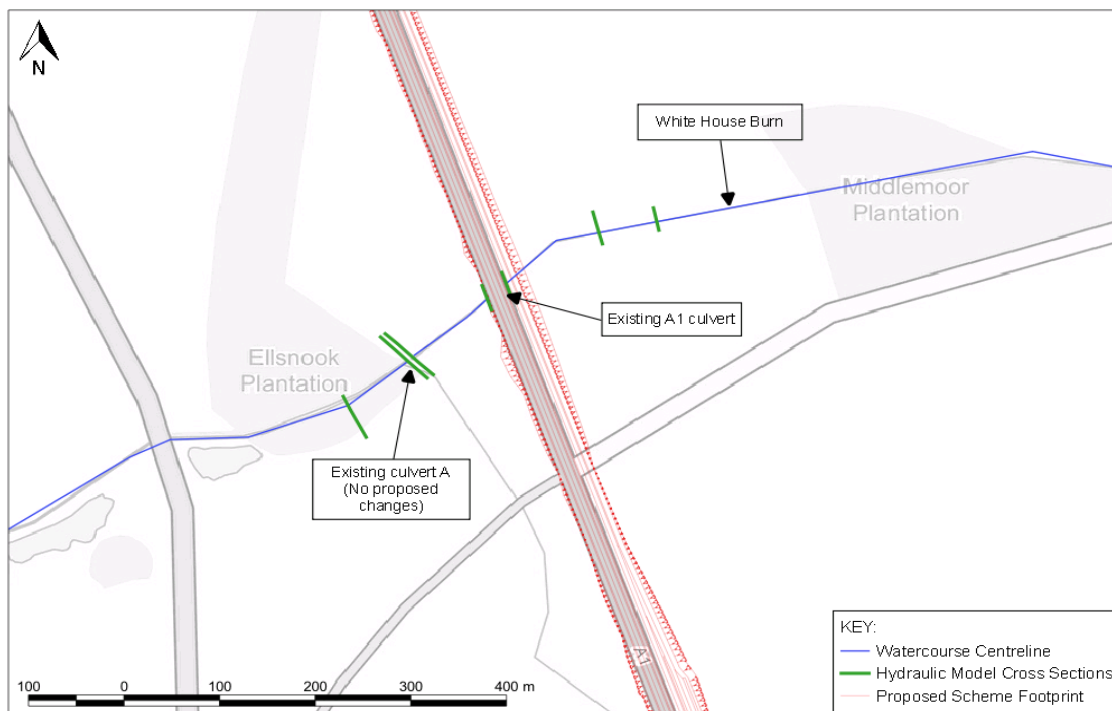 N
White House Burn
Middlemoor
Plantation
Existing A1 culvert
Ellsnook
Plantation
Existing culvert A
(No proposed
changes)
A1
KEY:
Watercourse Centreline
Hydraulic Model Cross Sections
Proposed Scheme Footprint
100 0 100 200 300 400 m